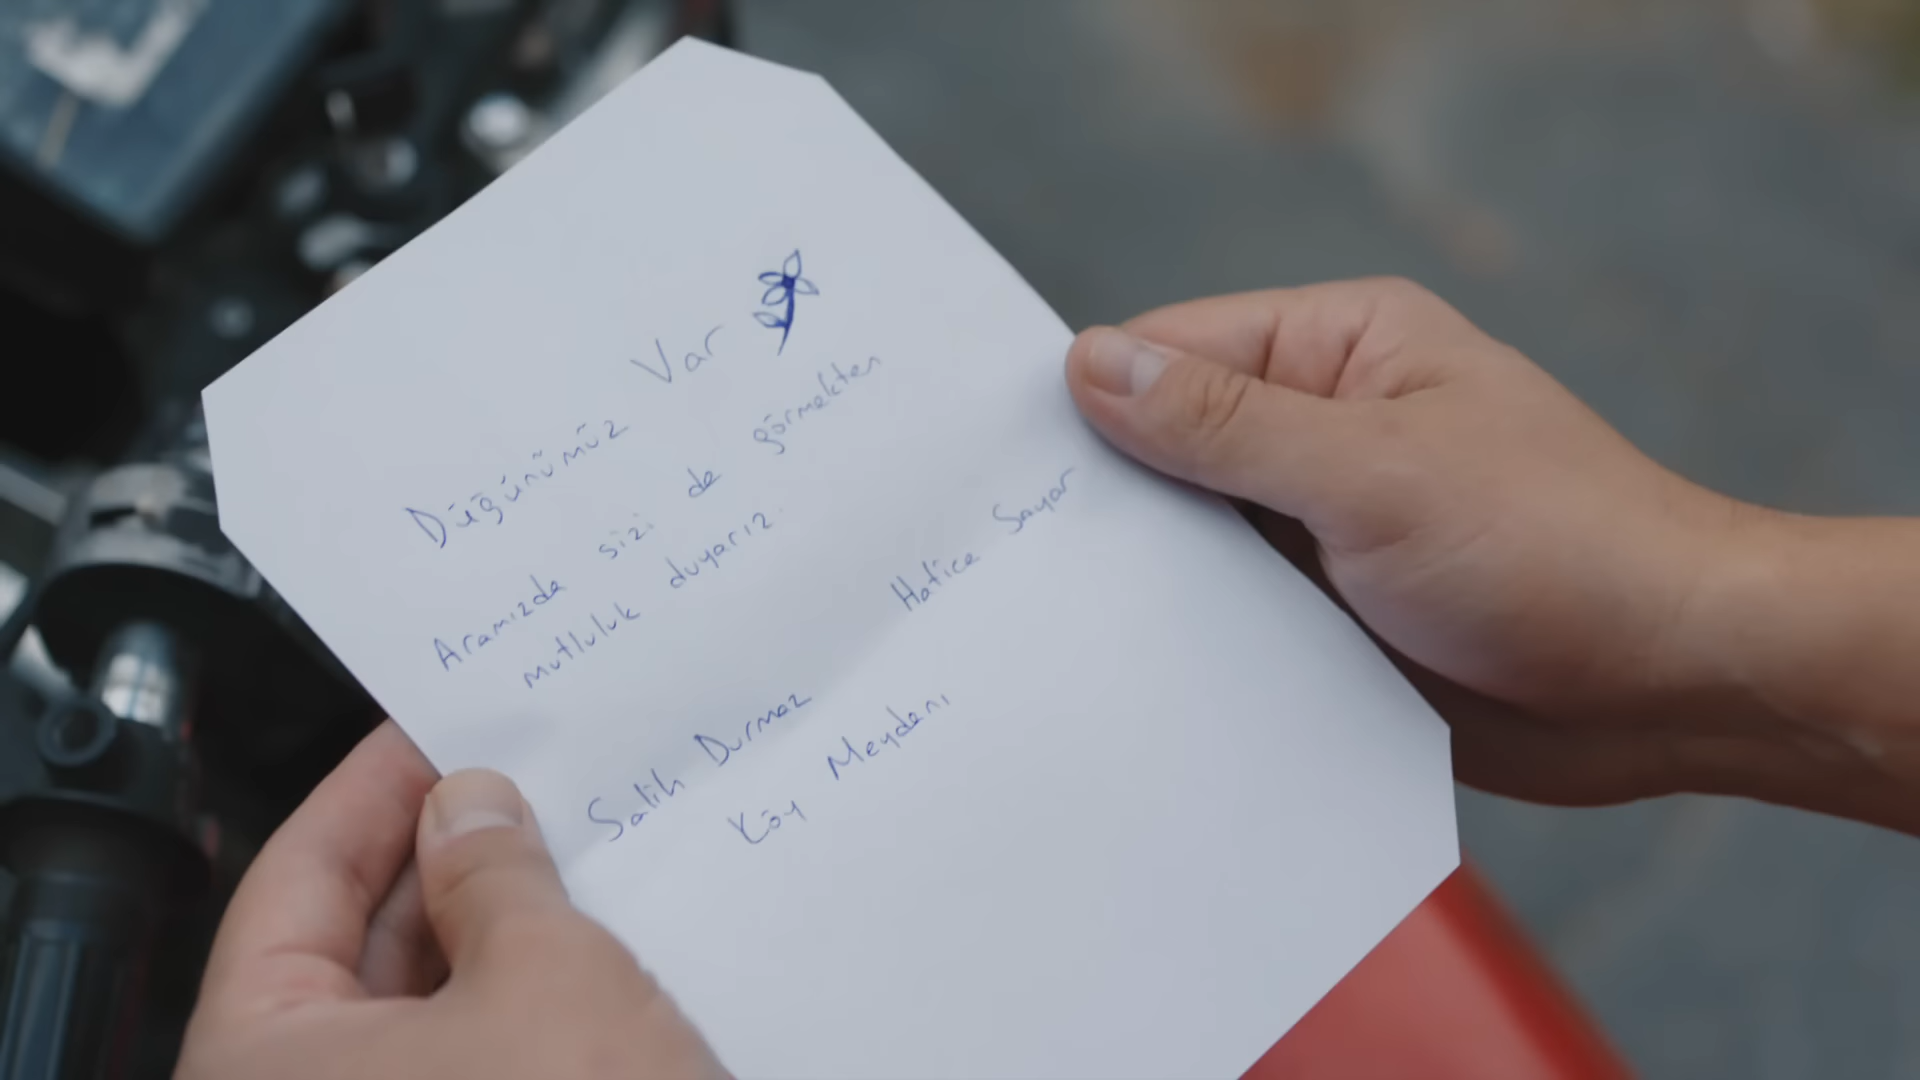 Düğünümüz Var
Aramızda sizi de görmekten
mutluluk duyarız.
Salih Durmaz Hatice Sayar
Köy Meydanı